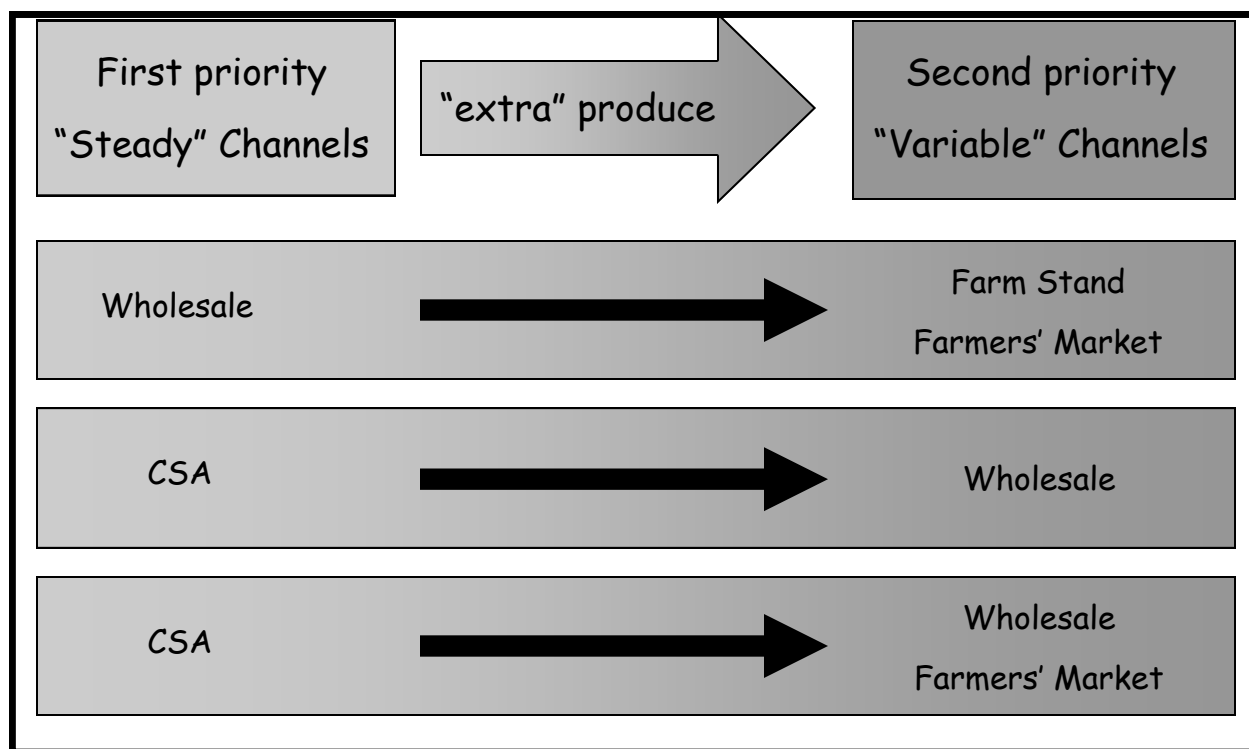 First priority
“Steady” Channels
“extra” produce
Second priority
“Variable” Channels
Wholesale
Farm Stand
Farmers’ Market
CSA
Wholesale
CSA
Wholesale
Farmers’ Market